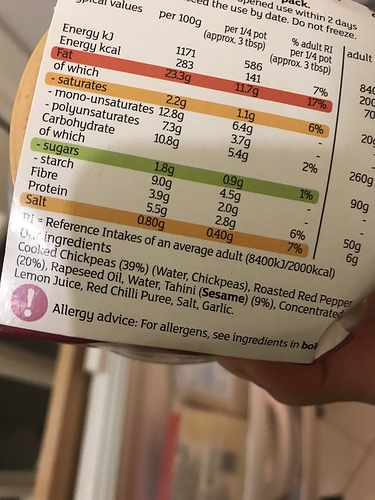 pack.
opened use within 2 days
ceed the use by date. Do not freeze.
typical values per 100g per 1/4 pot (approx. 3 tbsp) % adult RI per 1/4 pot (approx. 3 tbsp) adult
Energy kJ 1171 586 840
Energy kcal 283 141 7% 200
Fat 23.3g 11.7g 17% 70
of which
- saturates 2.2g 1.1g 6% 20g
- mono-unsaturates 12.8g 6.4g -
- polyunsaturates 7.3g 3.7g -
Carbohydrate 10.8g 5.4g 2% 260g
of which
- sugars 1.8g 0.9g 1% 90g
- starch 9.0g 4.5g -
Fibre 3.9g 2.0g -
Protein 5.5g 2.8g 6% 50g
Salt 0.80g 0.40g 7% 6g
RI = Reference Intakes of an average adult (8400kJ/2000kcal)
Our ingredients
Cooked Chickpeas (39%) (Water, Chickpeas), Roasted Red Pepper
(20%), Rapeseed Oil, Water, Tahini (Sesame) (9%), Concentrated
Lemon Juice, Red Chilli Puree, Salt, Garlic.
! Allergy advice: For allergens, see ingredients in bol